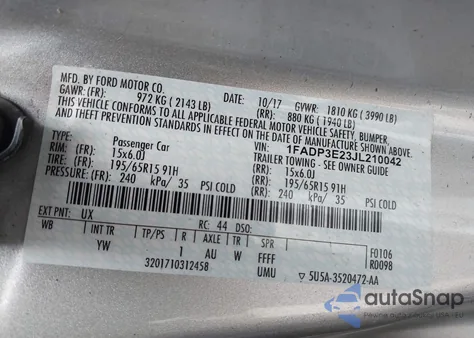 MFD. BY FORD MOTOR CO.
DATE: 10/17 GVWR: 1810 KG (3990 LB)
GAWR: (FR): 972 KG (2143 LB) (RR): 880 KG (1940 LB)
THIS VEHICLE CONFORMS TO ALL APPLICABLE FEDERAL MOTOR VEHICLE SAFETY, BUMPER,
AND THEFT PREVENTION STANDARDS IN EFFECT ON THE DATE OF MANUFACTURE SHOWN ABOVE.
VIN: 1FADP3E23JL210042
Passenger Car TRAILER TOWING - SEE OWNER GUIDE
(FR): 15x6.0J (RR): 15x6.0J
(FR): 195/65R15 91H (RR): 195/65R15 91H
PRESSURE: (FR): 240 kPa/ 35 PSI COLD (RR): 240 kPa/ 35 PSI COLD
EXT PNT: UX RC: 44 DSO:
WB INT TR TP/PS R AXLE TR SPR F0106
YW 1 AU W FFFF R0098
3201710312458 UMU ▽ 5U5A-3520472-AA
autoSnap